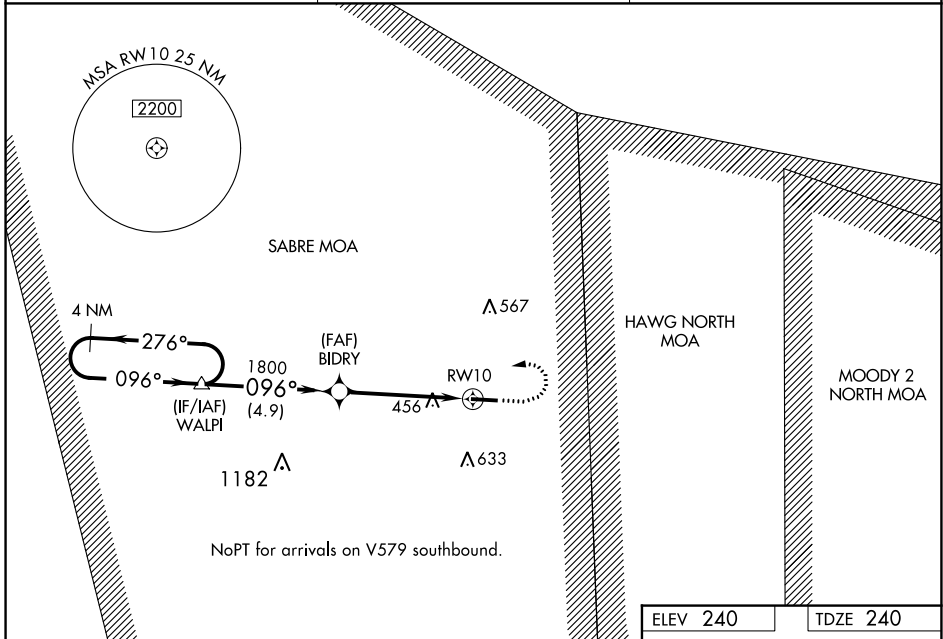 MSA RW10 25 NM
2200
SABRE MOA
4 NM
276°
096°
(IF/IAF)
WALPI
1800
096°
(4.9)
(FAF)
BIDRY
456
RW10
567
633
1182
HAWG NORTH
MOA
MOODY 2
NORTH MOA
NoPT for arrivals on V579 southbound.
ELEV 240
TDZE 240